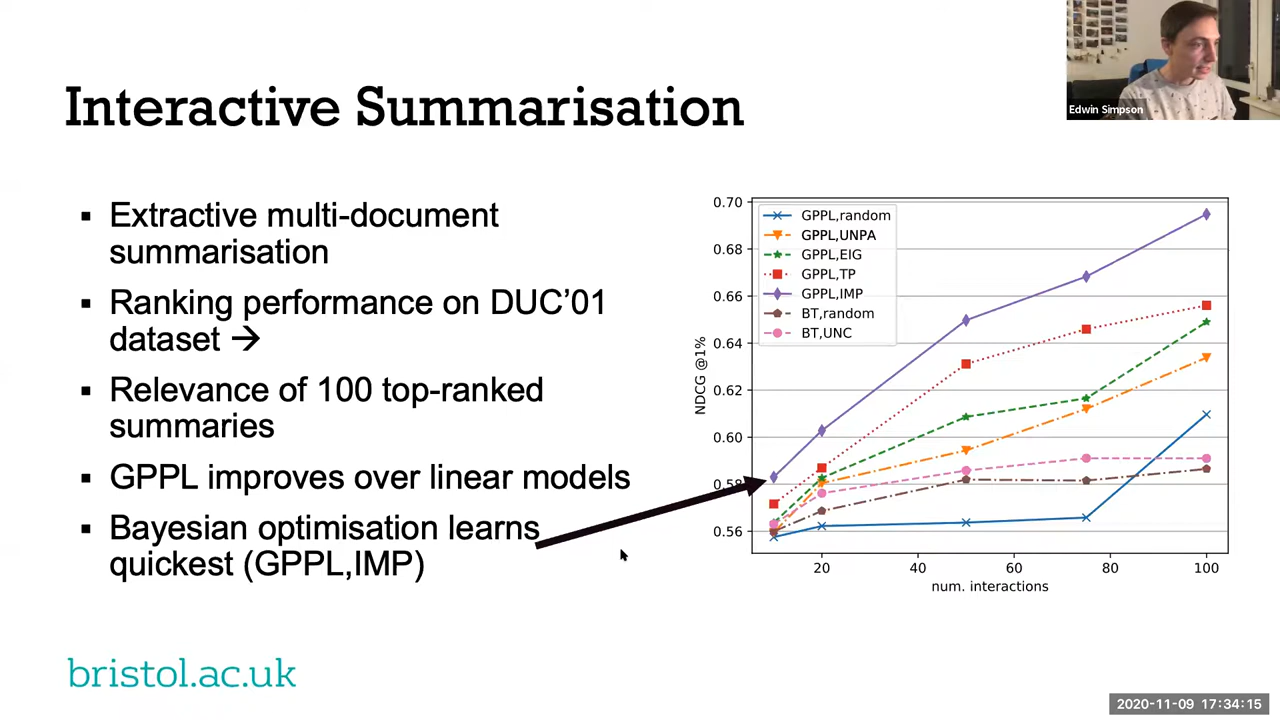 Edwin Simpson
Interactive Summarisation
▪ Extractive multi-document
summarisation
▪ Ranking performance on DUC’01
dataset →
▪ Relevance of 100 top-ranked
summaries
▪ GPPL improves over linear models
▪ Bayesian optimisation learns
quickest (GPPL,IMP)
GPPL,random
GPPL,UNPA
GPPL,EIG
GPPL,TP
GPPL,IMP
BT,random
BT,UNC
0.70
0.68
0.66
0.64
0.62
0.60
0.58
0.56
NDCG @1%
20
40
60
80
100
num. interactions
bristol.ac.uk
2020-11-09 17:34:15